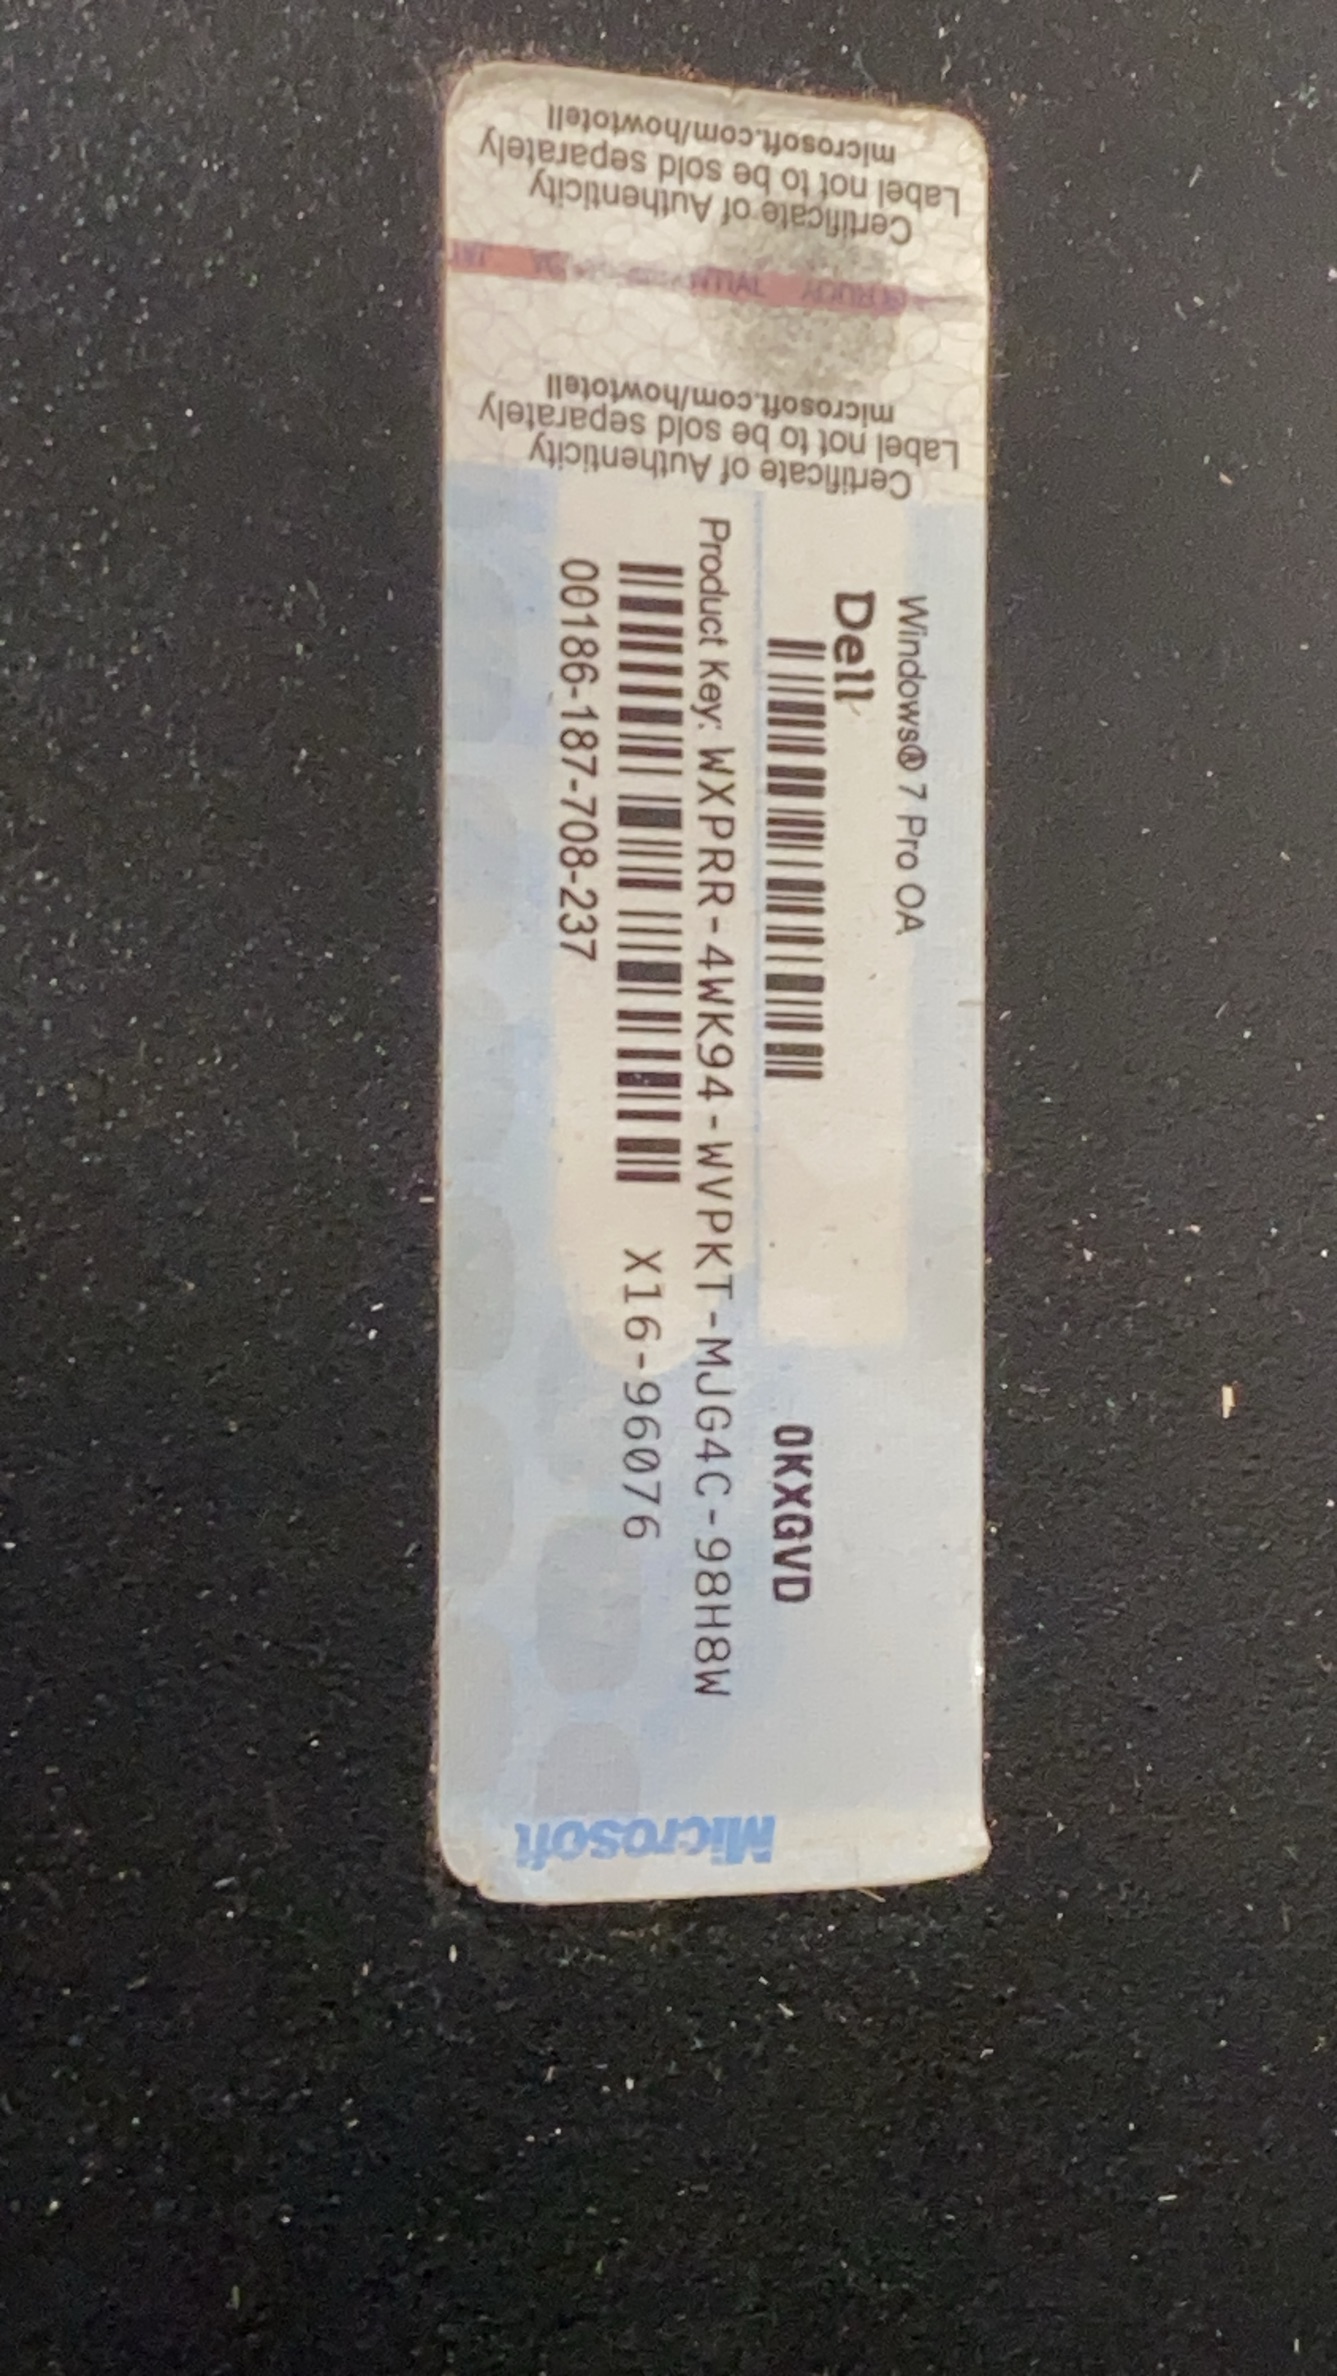 Windows® 7 Pro OA
Dell
0KXGVD
Product Key: WXPRR-4WK94-WVPKT-MJG4C-98H8W
X16-96076
00186-187-708-237
Certificate of Authenticity
Label not to be sold separately
microsoft.com/howtotell
Certificate of Authenticity
Label not to be sold separately
microsoft.com/howtotell
Microsoft